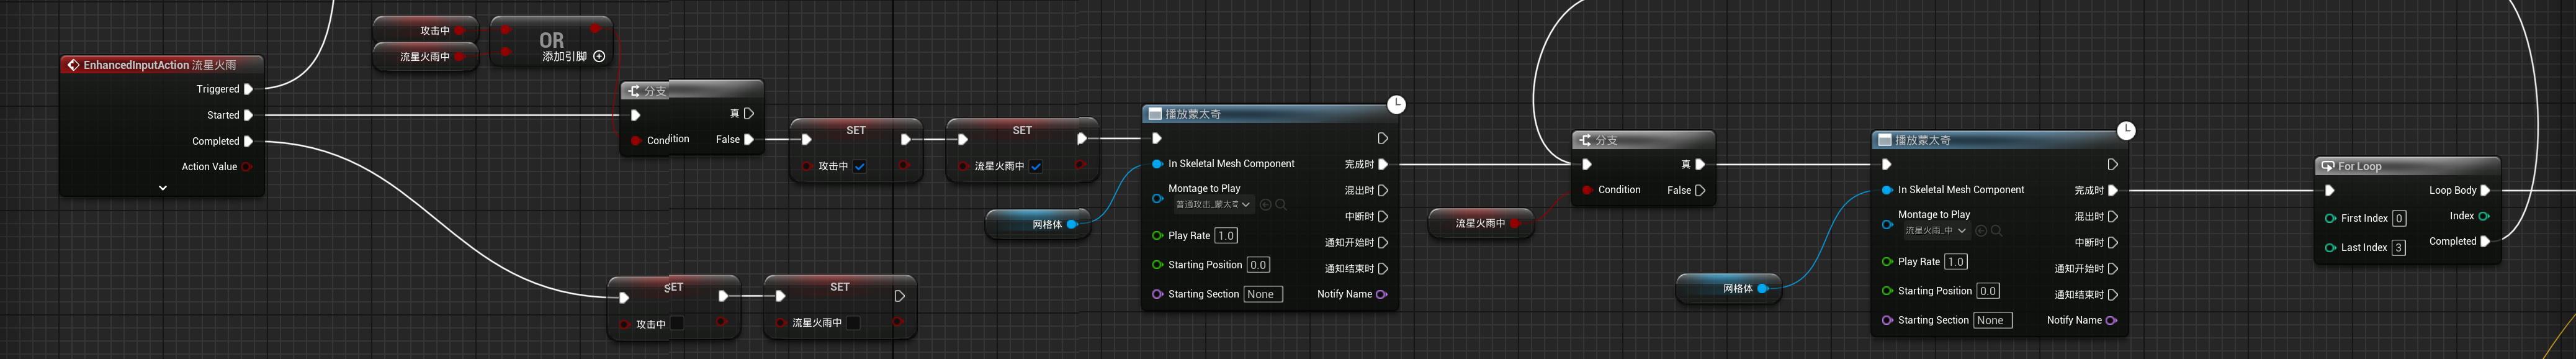 EnhancedInputAction 流星火雨
Triggered
Started
Completed
Action Value
攻击中
流星火雨中
OR
添加引脚
分支
真
Condition
False
SET
攻击中
SET
流星火雨中
SET
攻击中
SET
流星火雨中
网格体
播放蒙太奇
In Skeletal Mesh Component
完成时
Montage to Play
混出时
普通攻击_蒙太奇
中断时
Play Rate 1.0
通知开始时
Starting Position 0.0
通知结束时
Starting Section None
Notify Name
流星火雨中
分支
真
Condition
False
网格体
播放蒙太奇
In Skeletal Mesh Component
完成时
Montage to Play
混出时
流星火雨_中
中断时
Play Rate 1.0
通知开始时
Starting Position 0.0
通知结束时
Starting Section None
Notify Name
For Loop
Loop Body
First Index 0
Index
Last Index 3
Completed